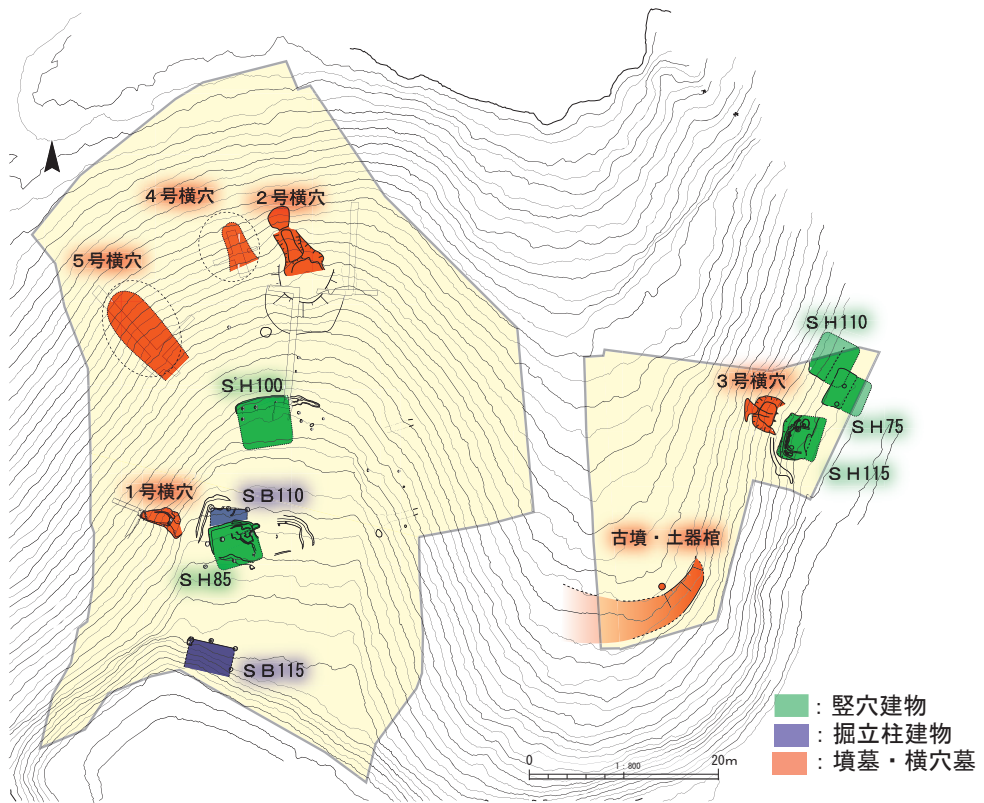 4号横穴
2号横穴
5号横穴
SH110
3号横穴
SH100
SH75
SH115
1号横穴
SB110
古墳・土器棺
SH85
SB115
：竪穴建物
：掘立柱建物
：墳墓・横穴墓
0
1：800
20m